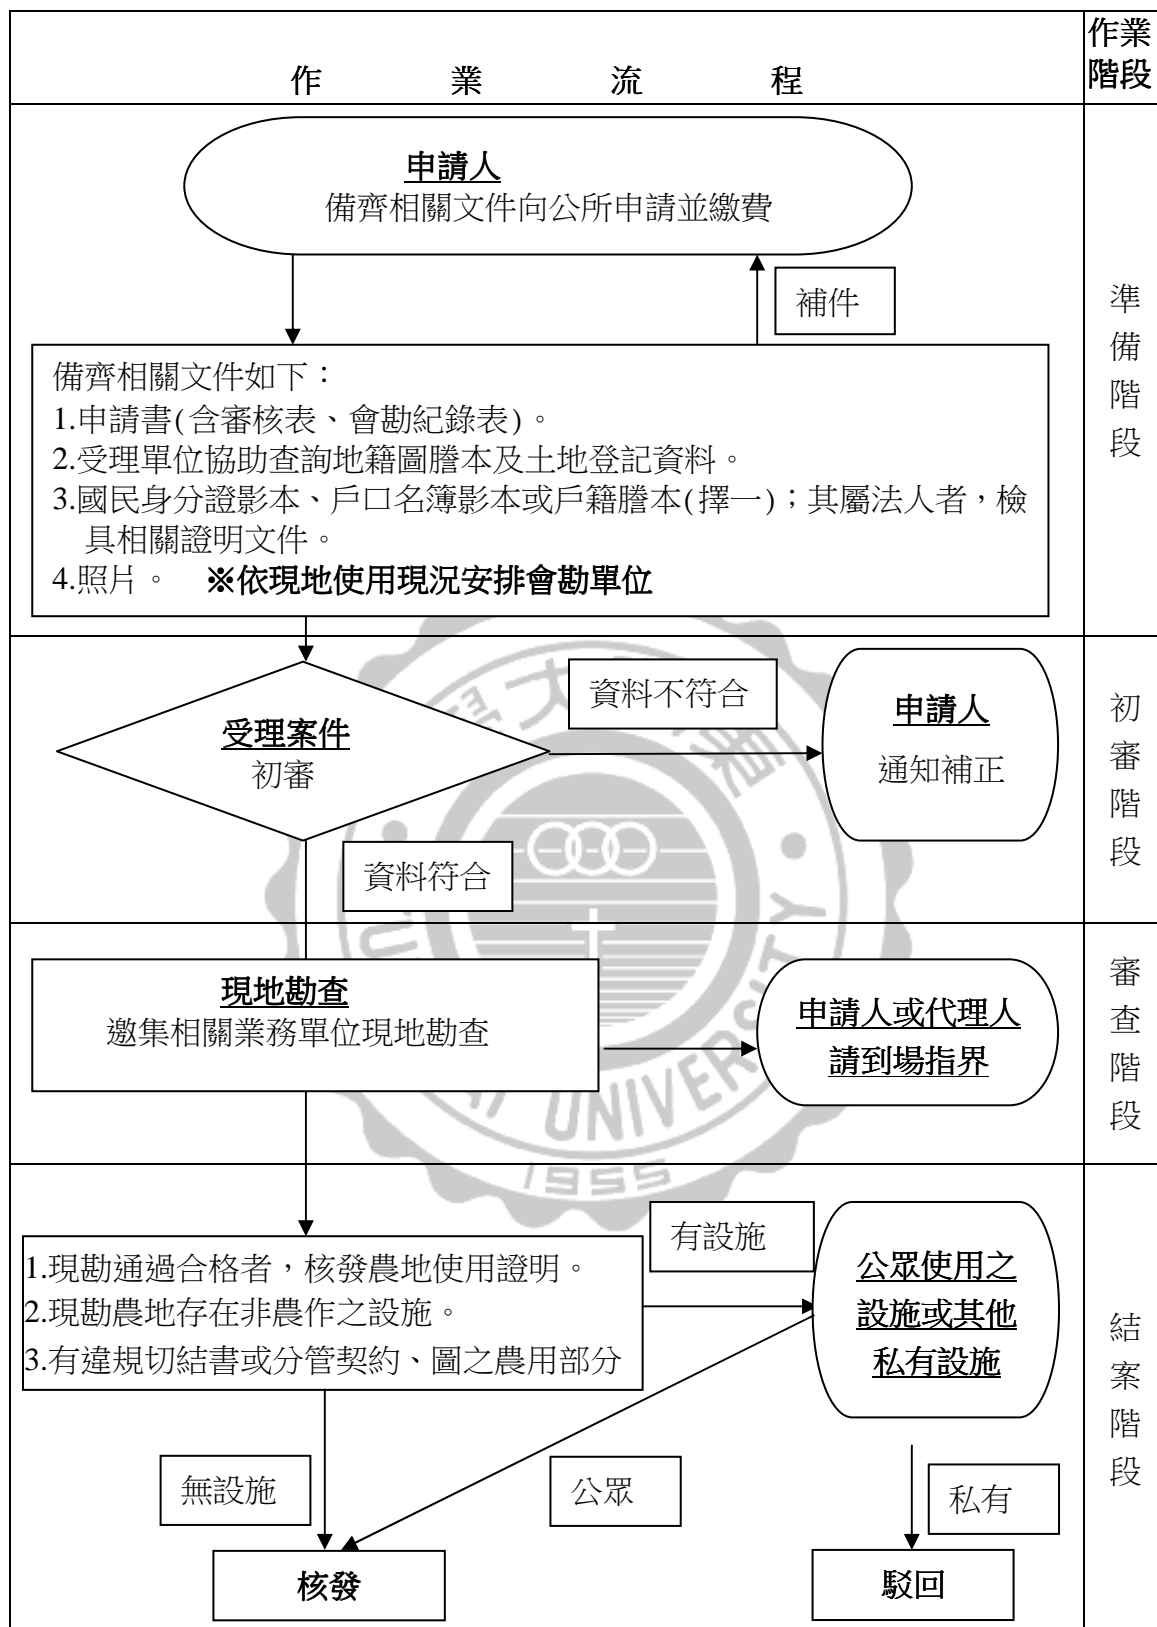 作業流程
作業
階段
申請人
備齊相關文件向公所申請並繳費
補件
準備階段
備齊相關文件如下：
1.申請書(含審核表、會勘紀錄表)。
2.受理單位協助查詢地籍圖謄本及土地登記資料。
3.國民身分證影本、戶口名簿影本或戶籍謄本(擇一)；其屬法人者，檢
具相關證明文件。
4.照片。 ※依現地使用現況安排會勘單位
受理案件
初審
資料不符合
申請人
通知補正
初審階段
資料符合
現地勘查
邀集相關業務單位現地勘查
申請人或代理人
請到場指界
審查階段
1.現勘通過合格者，核發農地使用證明。
2.現勘農地存在非農作之設施。
3.有違規切結書或分管契約、圖之農用部分
有設施
公眾使用之
設施或其他
私有設施
結案階段
無設施
公眾
私有
核發
駁回
UNIVERSITY
1955